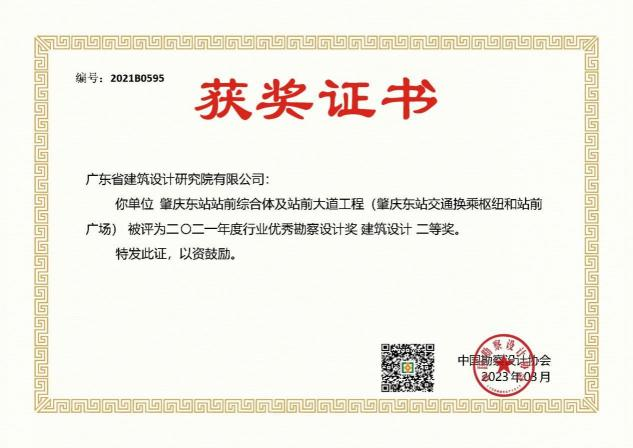 编号：2021B0595
获奖证书
广东省建筑设计研究院有限公司：
你单位 肇庆东站站前综合体及站前大道工程（肇庆东站交通换乘枢纽和站前
广场） 被评为二〇二一年度行业优秀勘察设计奖 建筑设计 二等奖。
特发此证，以资鼓励。
中国勘察设计协会
2023年03月